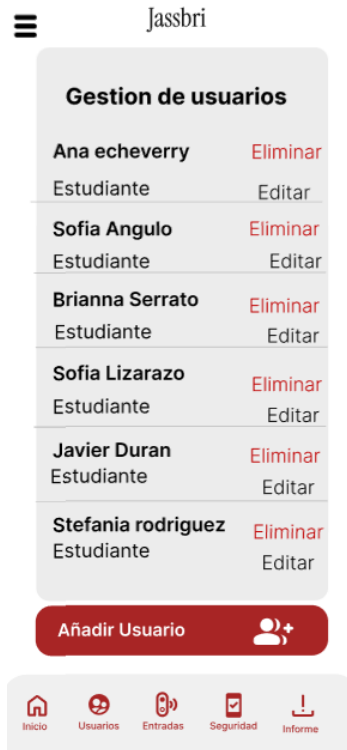 Jassbri
Gestion de usuarios
Ana echeverry Eliminar
Estudiante Editar
Sofia Angulo Eliminar
Estudiante Editar
Brianna Serrato Eliminar
Estudiante Editar
Sofia Lizarazo Eliminar
Estudiante Editar
Javier Duran Eliminar
Estudiante Editar
Stefania rodriguez Eliminar
Estudiante Editar
Añadir Usuario
Inicio Usuarios Entradas Seguridad Informe